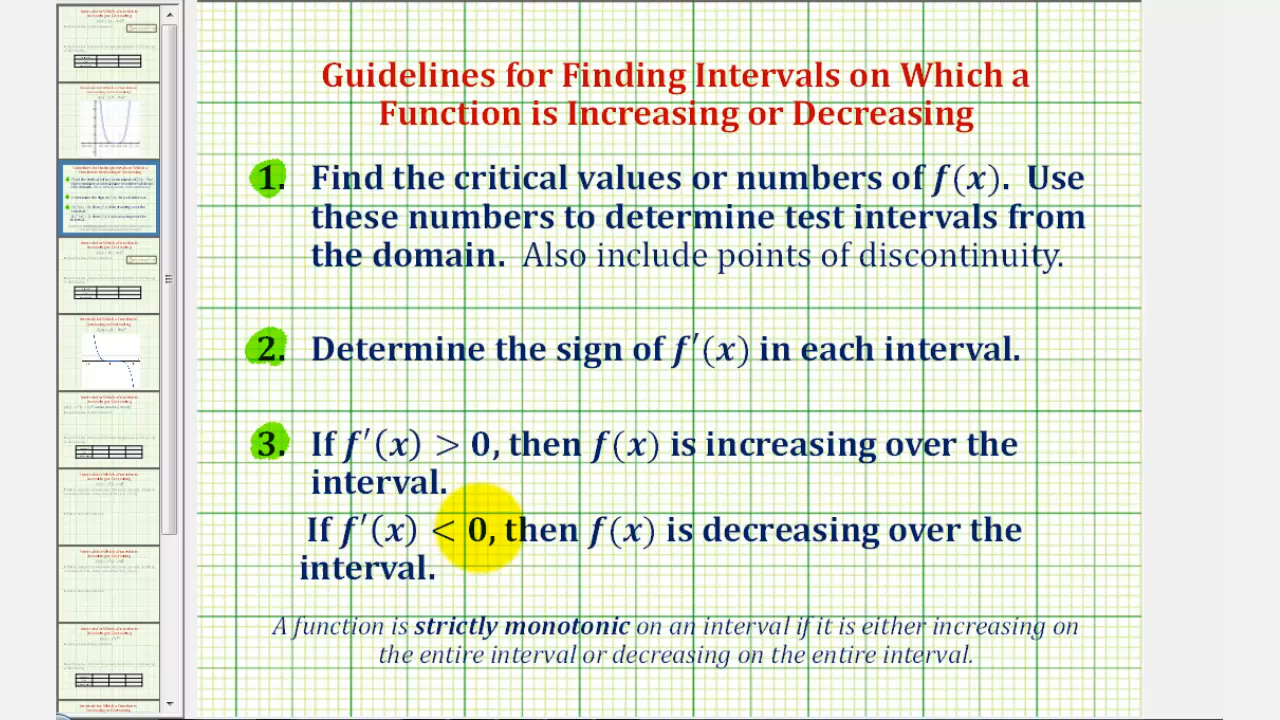 Guidelines for Finding Intervals on Which a
Function is Increasing or Decreasing
1. Find the critical values or numbers of f(x). Use
these numbers to determine test intervals from
the domain. Also include points of discontinuity.
2. Determine the sign of f′(x) in each interval.
3. If f′(x) > 0, then f(x) is increasing over the
interval.
If f′(x) < 0, then f(x) is decreasing over the
interval.
A function is strictly monotonic on an interval if it is either increasing on
the entire interval or decreasing on the entire interval.